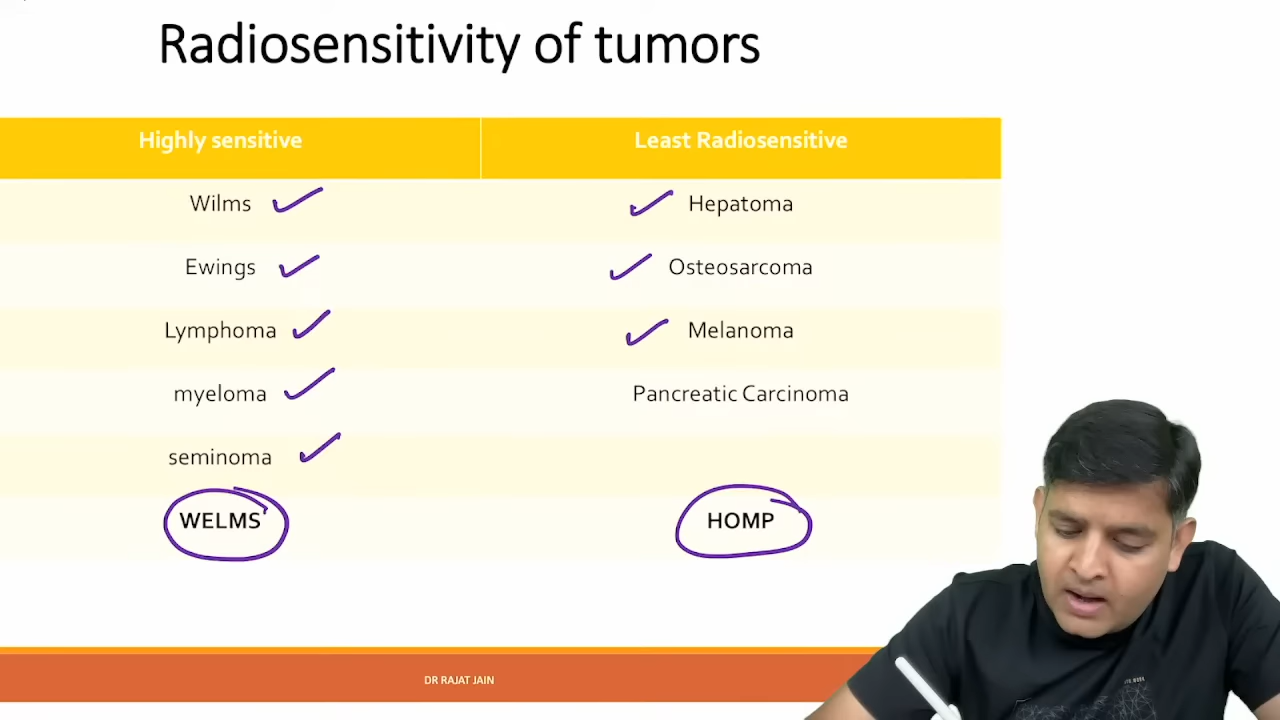 Radiosensitivity of tumors
Highly sensitive Least Radiosensitive
Wilms Hepatoma
Ewings Osteosarcoma
Lymphoma Melanoma
myeloma Pancreatic Carcinoma
seminoma
WELMS HOMP
DR RAJAT JAIN